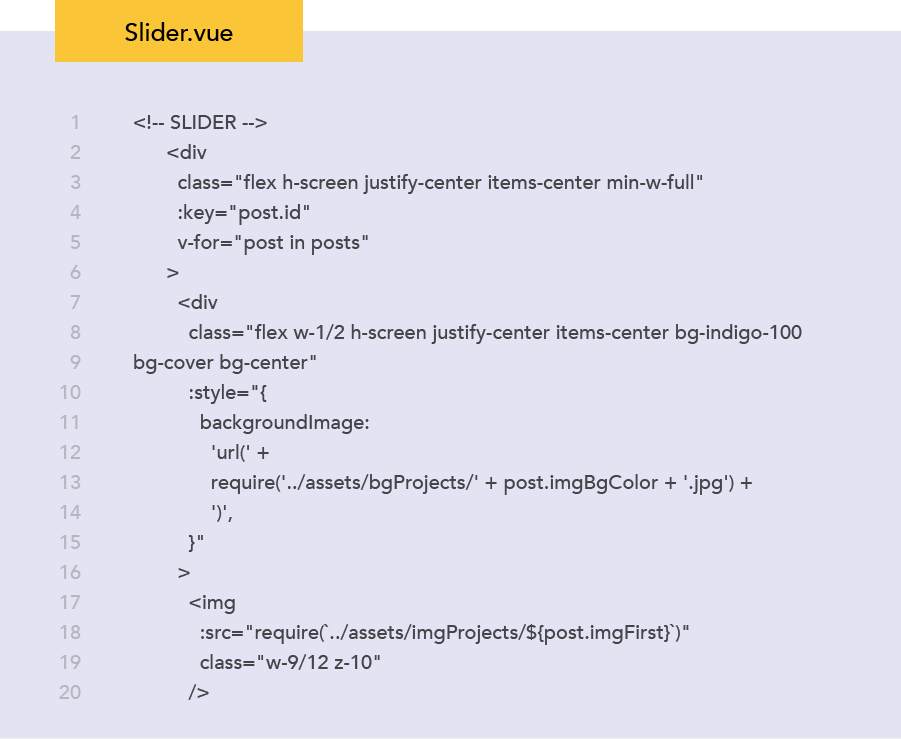 Slider.vue
1 <!-- SLIDER -->
2 <div
3 class="flex h-screen justify-center items-center min-w-full"
4 :key="post.id"
5 v-for="post in posts"
6 >
7 <div
8 class="flex w-1/2 h-screen justify-center items-center bg-indigo-100
9 bg-cover bg-center"
10 :style="{
11 backgroundImage:
12 'url(' +
13 require('../assets/bgProjects/' + post.imgBgColor + '.jpg') +
14 ')',
15 }"
16 >
17 <img
18 :src="require(`../assets/imgProjects/${post.imgFirst}`)"
19 class="w-9/12 z-10"
20 />